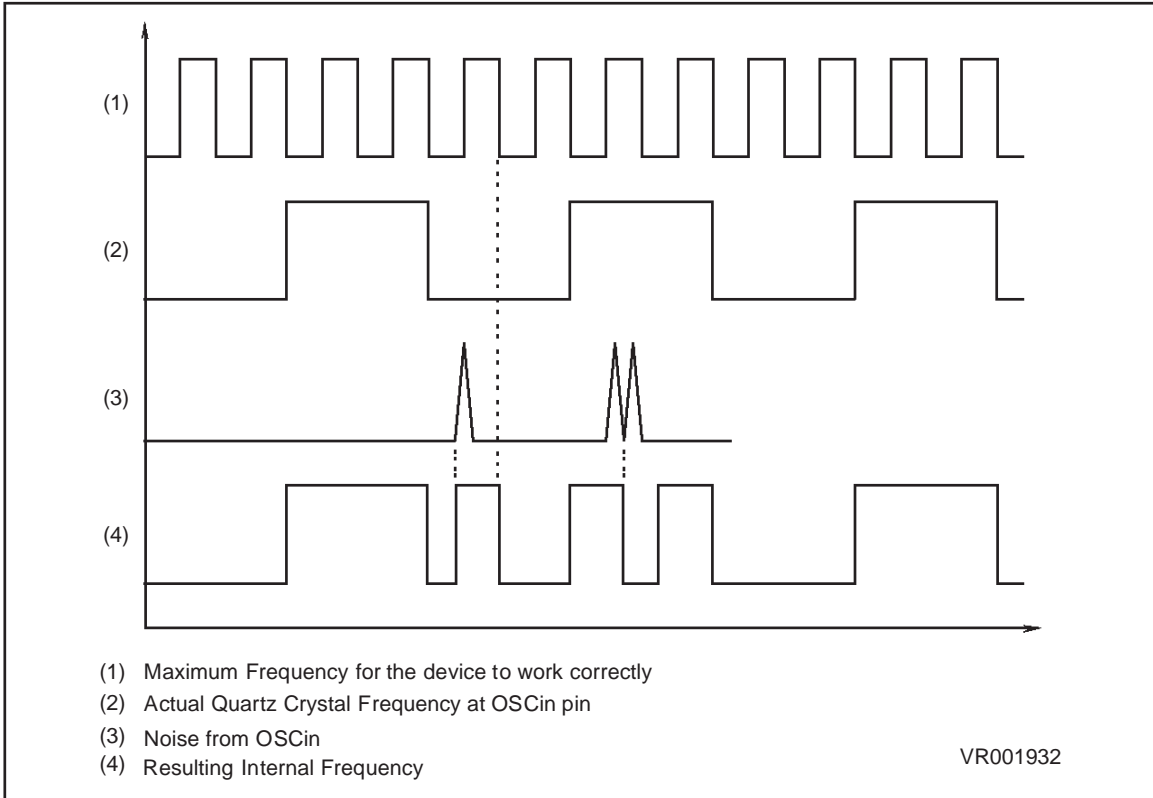 (1)
(2)
(3)
(4)
(1) Maximum Frequency for the device to work correctly
(2) Actual Quartz Crystal Frequency at OSCin pin
(3) Noise from OSCin
(4) Resulting Internal Frequency
VR001932